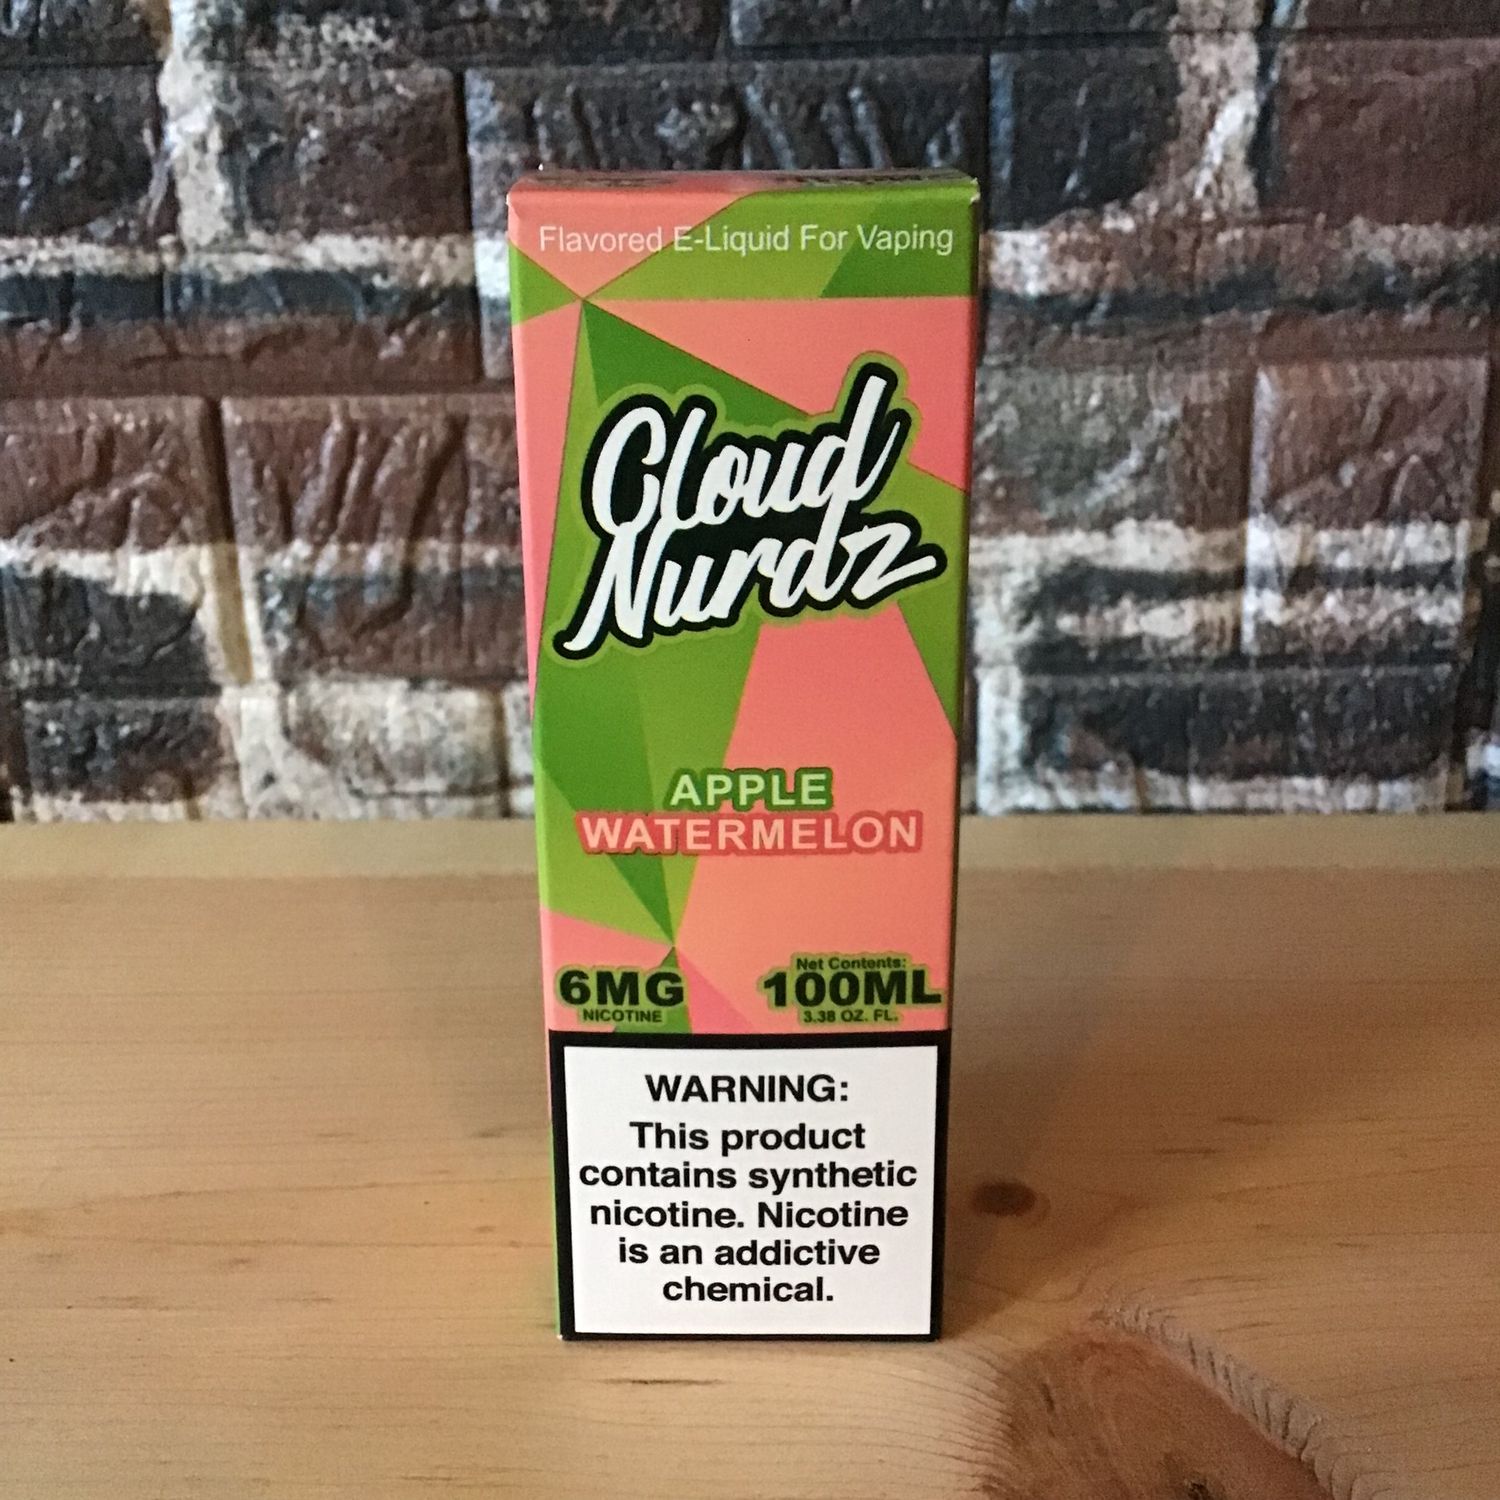 Flavored E-Liquid For Vaping
Cloud
Nurdz
APPLE
WATERMELON
6MG
NICOTINE
Net Contents:
100ML
3.38 OZ. FL.
WARNING:
This product
contains synthetic
nicotine. Nicotine
is an addictive
chemical.